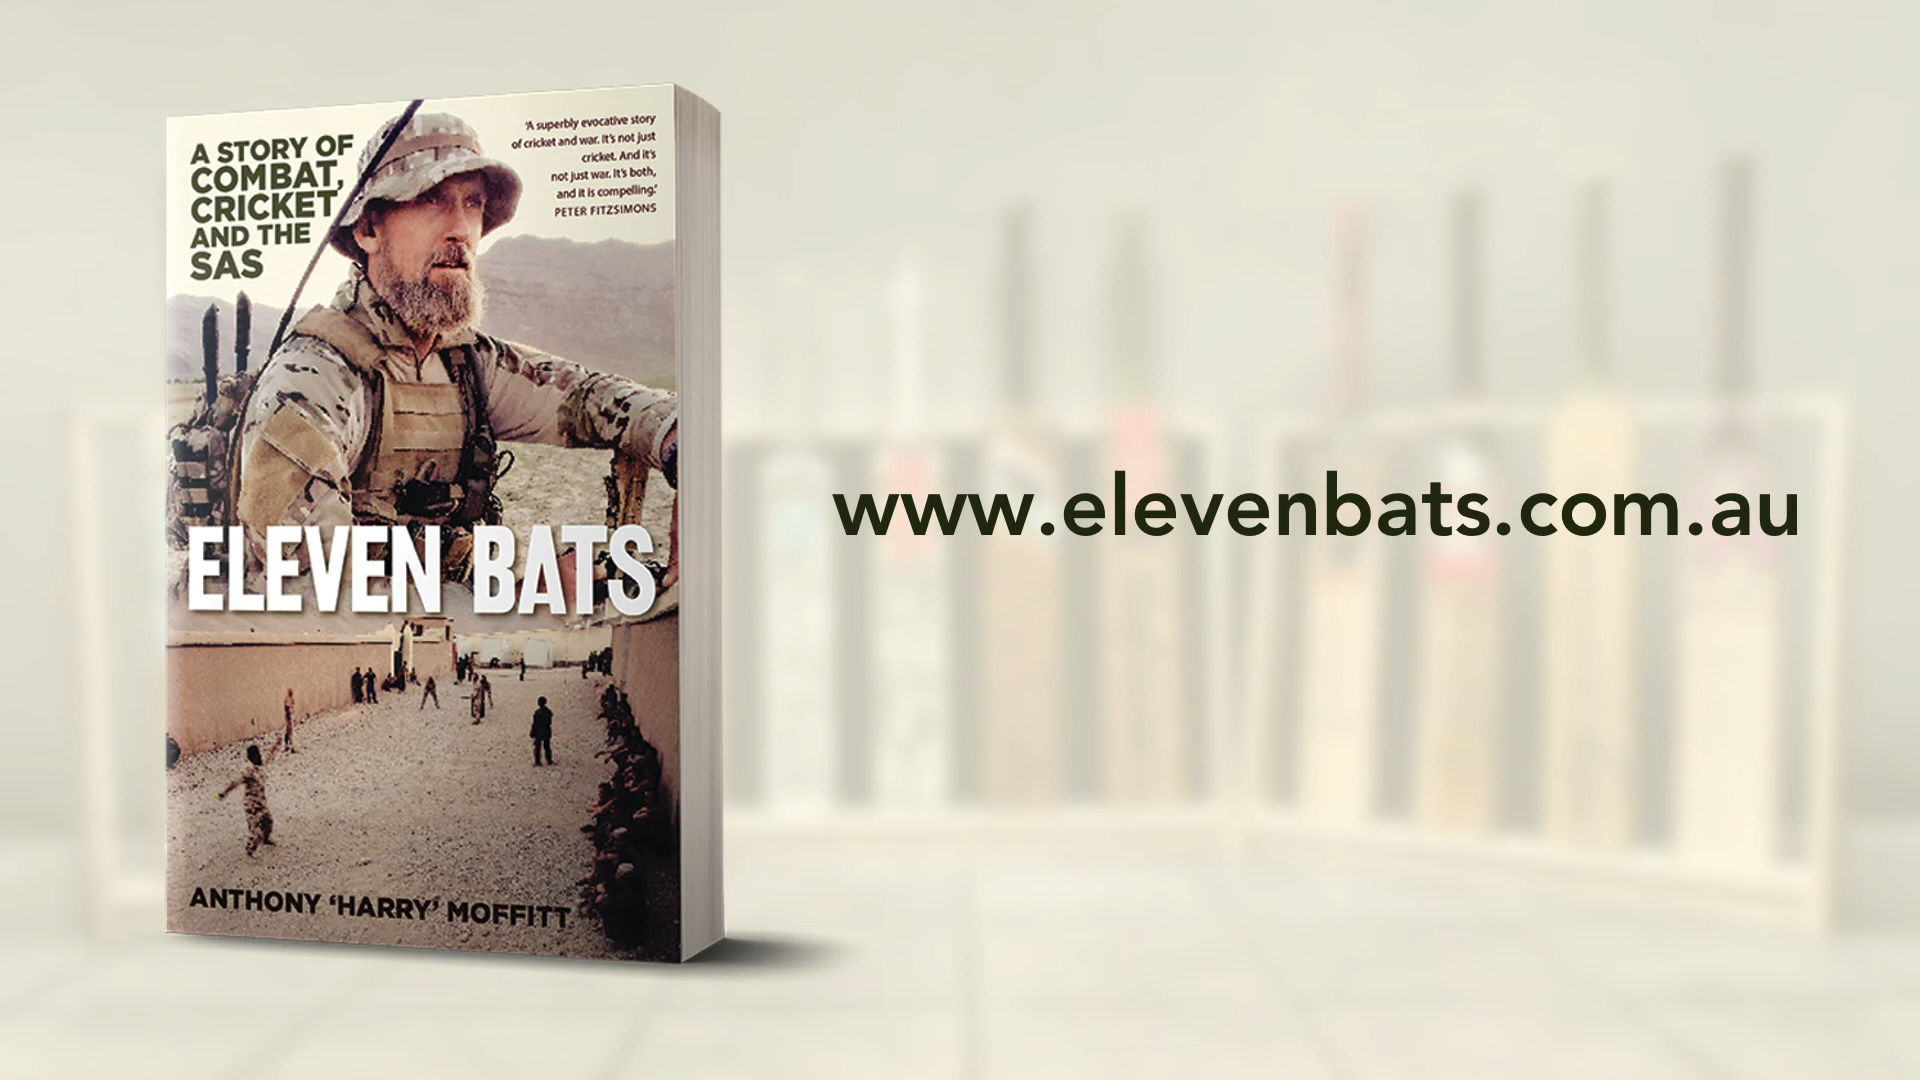 A STORY OF
COMBAT,
CRICKET
AND THE
SAS
‘A superbly evocative story
of cricket and war. It's not just
cricket. And it's
not just war. It's both,
and it is compelling.’
PETER FITZSIMONS
ELEVEN BATS
ANTHONY ‘HARRY’ MOFFITT
www.elevenbats.com.au